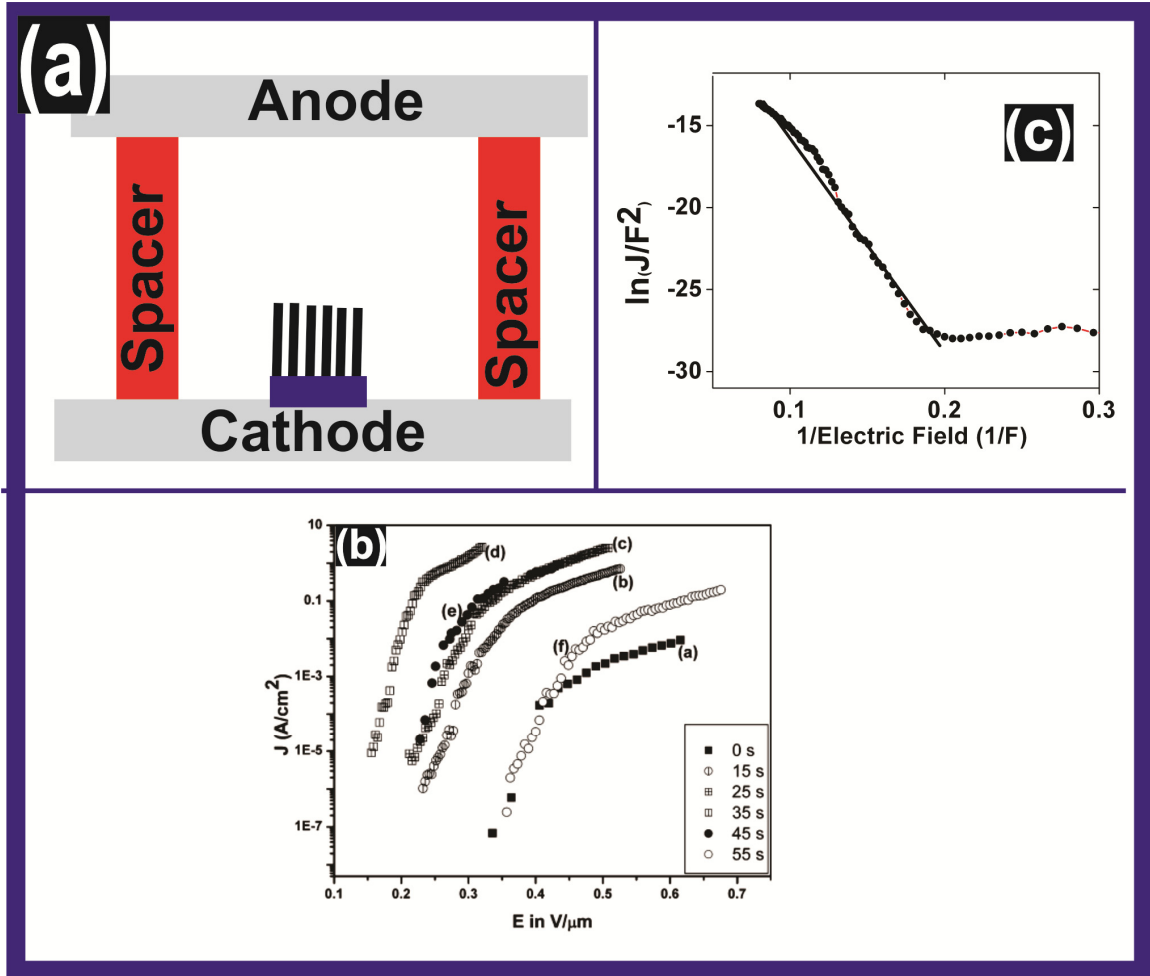 (a)
Anode
Spacer
Spacer
Cathode
(c)
-15
-20
-25
-30
ln(J/F²)
0.1
0.2
0.3
1/Electric Field (1/F)
(b)
10
0.1
1E-3
1E-5
1E-7
J (A/cm²)
(d)
(c)
(b)
(e)
(f)
(a)
0 s
15 s
25 s
35 s
45 s
55 s
0.1
0.2
0.3
0.4
0.5
0.6
0.7
E in V/μm